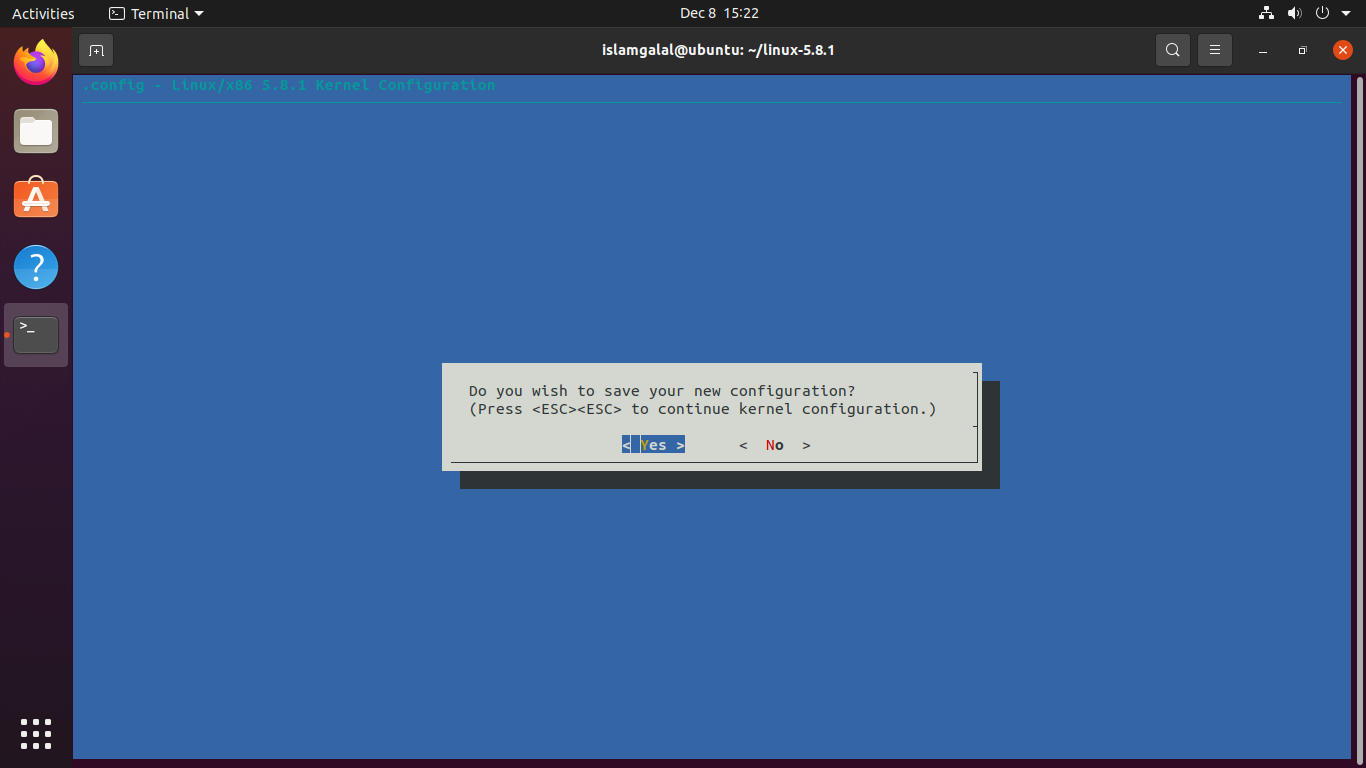 Activities
Terminal
Dec 8 15:22
islamgalal@ubuntu: ~/linux-5.8.1
.config - Linux/x86 5.8.1 Kernel Configuration
Do you wish to save your new configuration?
(Press <ESC><ESC> to continue kernel configuration.)
< Yes > < No >